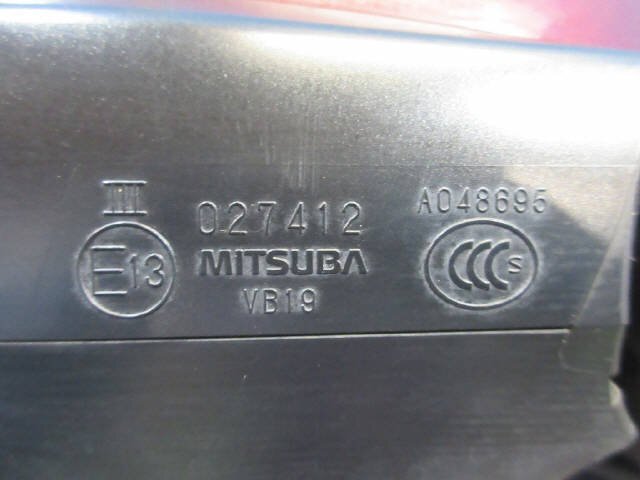 III 027412 A048695
E13 MITSUBA CCC S
VB19